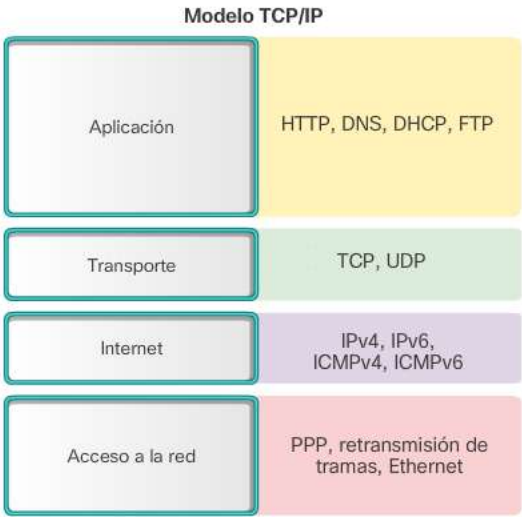 Modelo TCP/IP
Aplicación
HTTP, DNS, DHCP, FTP
Transporte
TCP, UDP
Internet
IPv4, IPv6,
ICMPv4, ICMPv6
Acceso a la red
PPP, retransmisión de
tramas, Ethernet